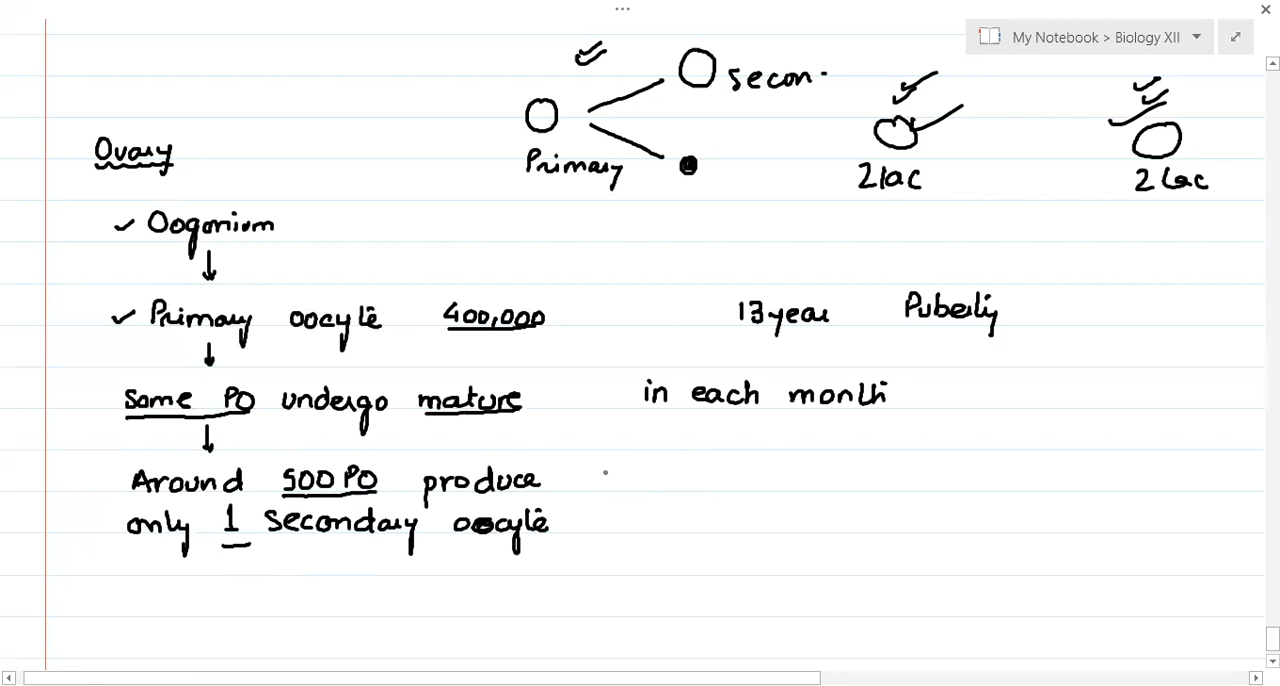 My Notebook > Biology XII
secon.
Primary
2 lac
2 Lac
Ovary
Oogonium
Primary oocyte 400,000 13 year Puberty
Some PO undergo mature in each month
Around 500 PO produce
only 1 secondary oocyte